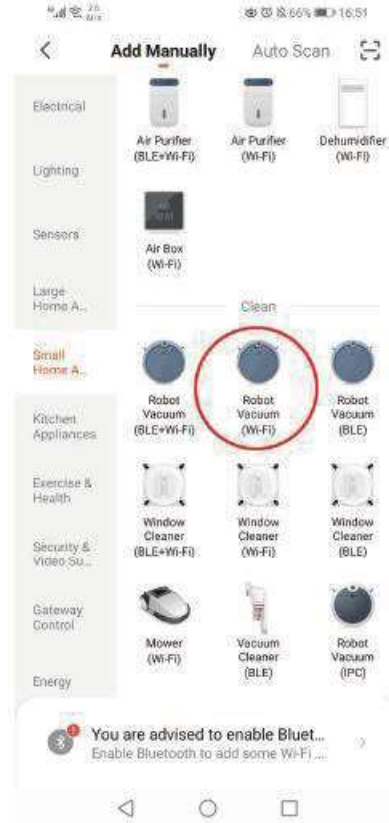 66% 16:51
Add Manually Auto Scan
Electrical
Lighting
Sensors
Large
Home A...
Small
Home A...
Kitchen
Appliances
Exercise &
Health
Security &
Video Su...
Gateway
Control
Energy
Air Purifier
(BLE+Wi-Fi)
Air Purifier
(Wi-Fi)
Dehumidifier
(Wi-Fi)
Air Box
(Wi-Fi)
Clean
Robot
Vacuum
(BLE+Wi-Fi)
Robot
Vacuum
(Wi-Fi)
Robot
Vacuum
(BLE)
Window
Cleaner
(BLE+Wi-Fi)
Window
Cleaner
(Wi-Fi)
Window
Cleaner
(BLE)
Mower
(Wi-Fi)
Vacuum
Cleaner
(BLE)
Robot
Vacuum
(IPC)
You are advised to enable Bluet...
Enable Bluetooth to add some Wi-Fi ...